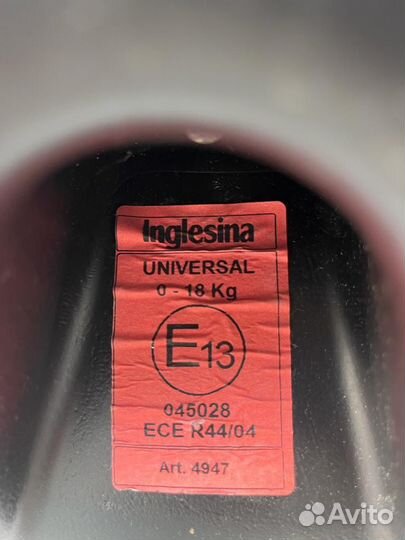 Inglesina
UNIVERSAL
0 - 18 Kg
E13
045028
ECE R44/04
Art. 4947
Avito